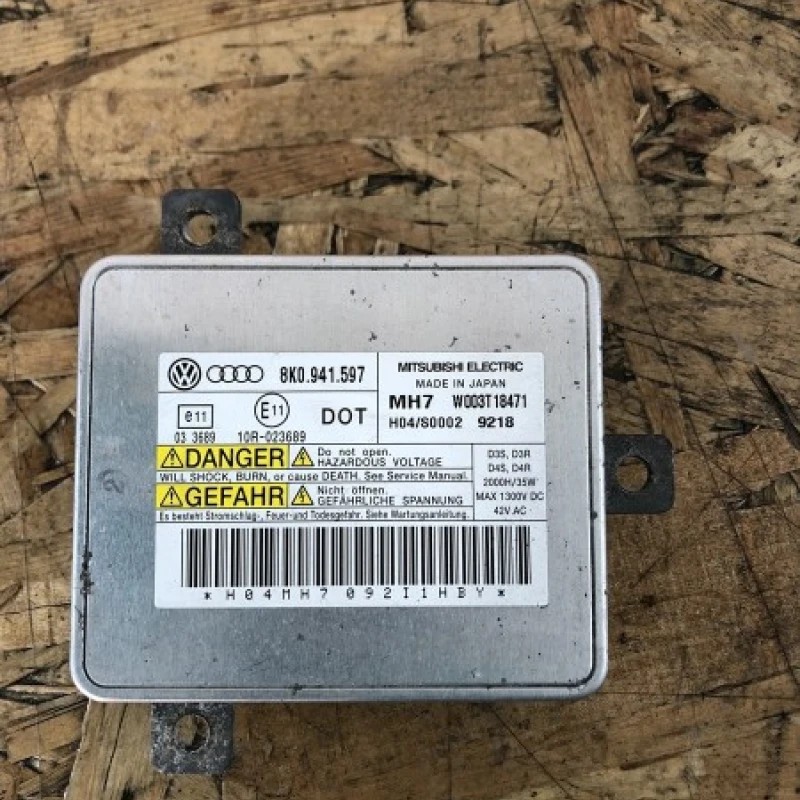 8K0.941.597
MITSUBISHI ELECTRIC
MADE IN JAPAN
MH7 W003T18471
H04/S0002 9218
e11
E11
DOT
03 3689 10R-023689
DANGER
Do not open.
HAZARDOUS VOLTAGE
WILL SHOCK, BURN, or cause DEATH. See Service Manual.
GEFAHR
Nicht öffnen.
GEFÄHRLICHE SPANNUNG
Es besteht Stromschlag-, Feuer-und Todesgefahr. Siehe Wartungsanleitung.
D3S, D3R
D4S, D4R
2000H/35W
MAX 1300V DC
42V AC
*H04MH7092I1HBY*